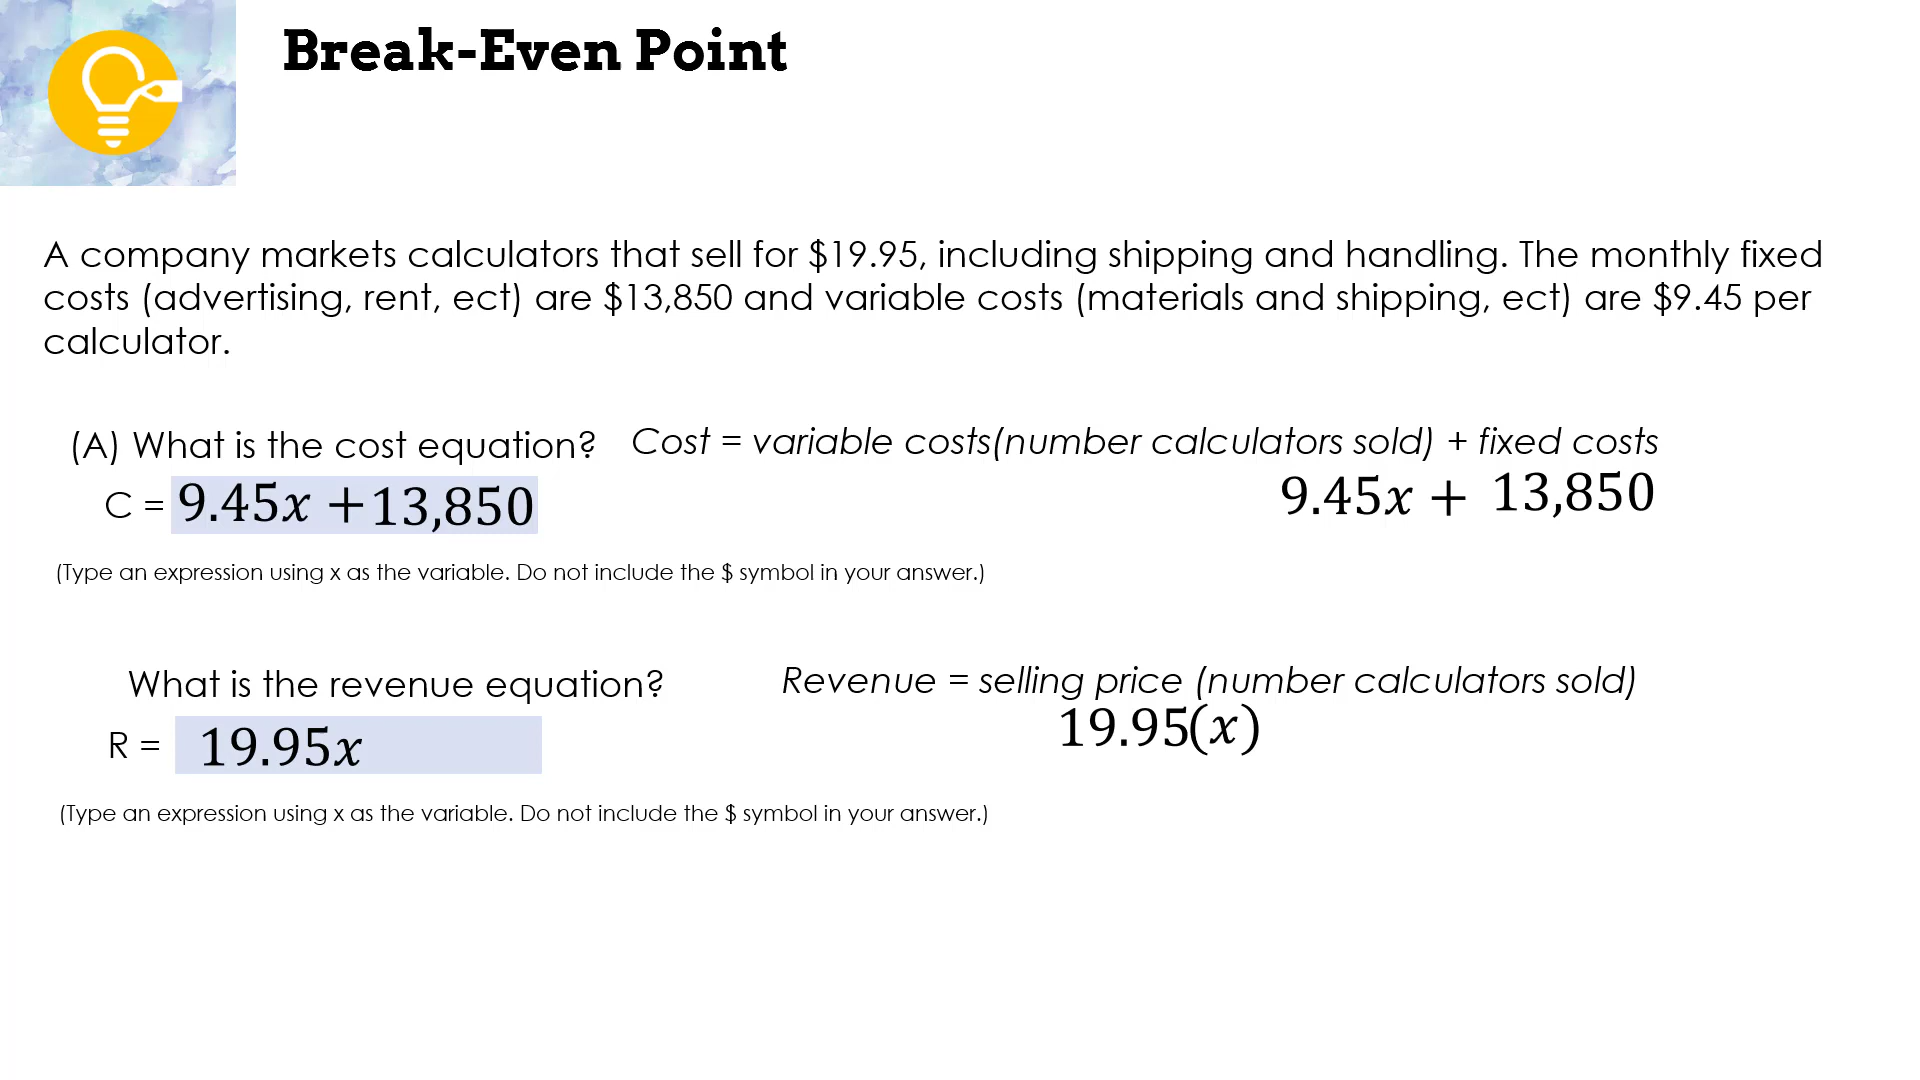 Break-Even Point
A company markets calculators that sell for $19.95, including shipping and handling. The monthly fixed
costs (advertising, rent, ect) are $13,850 and variable costs (materials and shipping, ect) are $9.45 per
calculator.
(A) What is the cost equation? Cost = variable costs(number calculators sold) + fixed costs
C = 9.45x + 13,850 9.45x + 13,850
(Type an expression using x as the variable. Do not include the $ symbol in your answer.)
What is the revenue equation? Revenue = selling price (number calculators sold)
R = 19.95x 19.95(x)
(Type an expression using x as the variable. Do not include the $ symbol in your answer.)